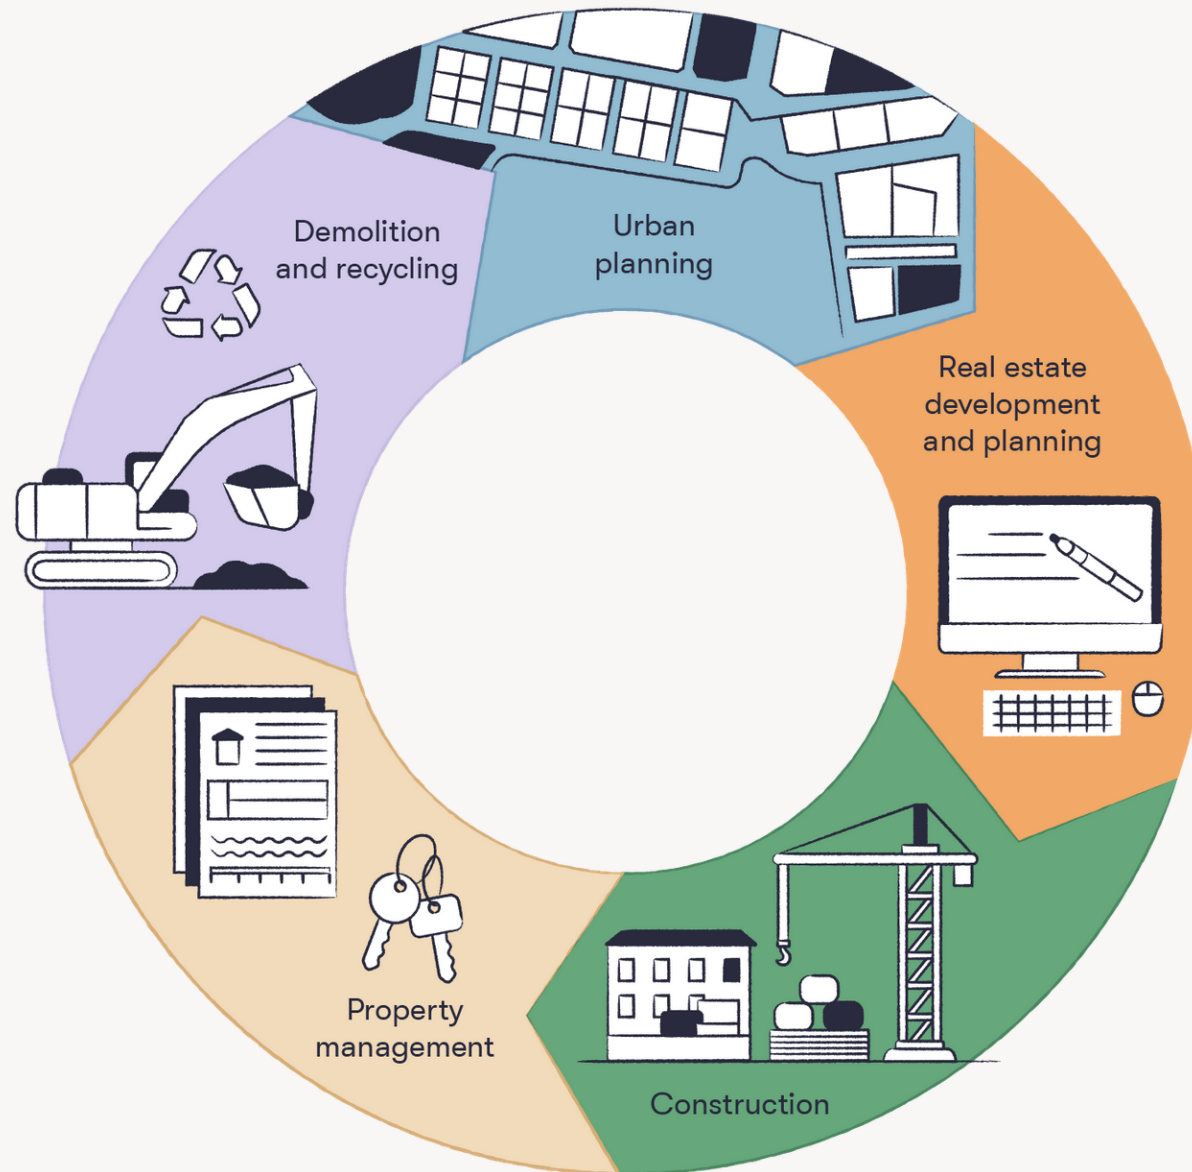 Demolition
and recycling
Urban
planning
Real estate
development
and planning
Property
management
Construction